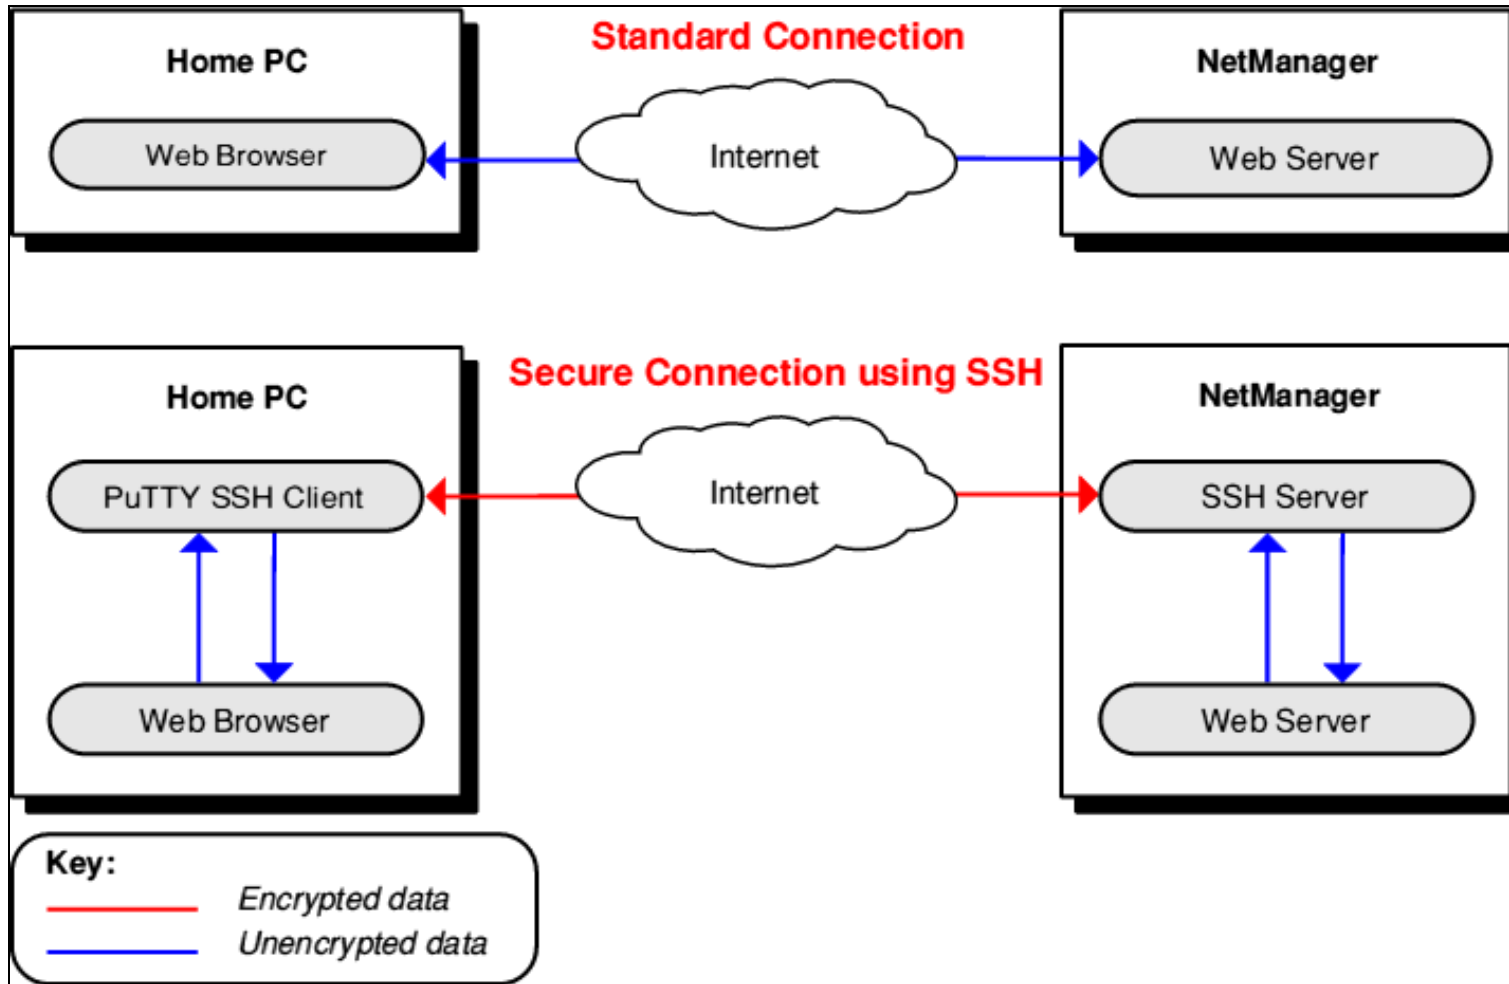 Standard Connection
Home PC
NetManager
Web Browser
Internet
Web Server
Secure Connection using SSH
Home PC
NetManager
PuTTY SSH Client
Internet
SSH Server
Web Browser
Web Server
Key:
Encrypted data
Unencrypted data